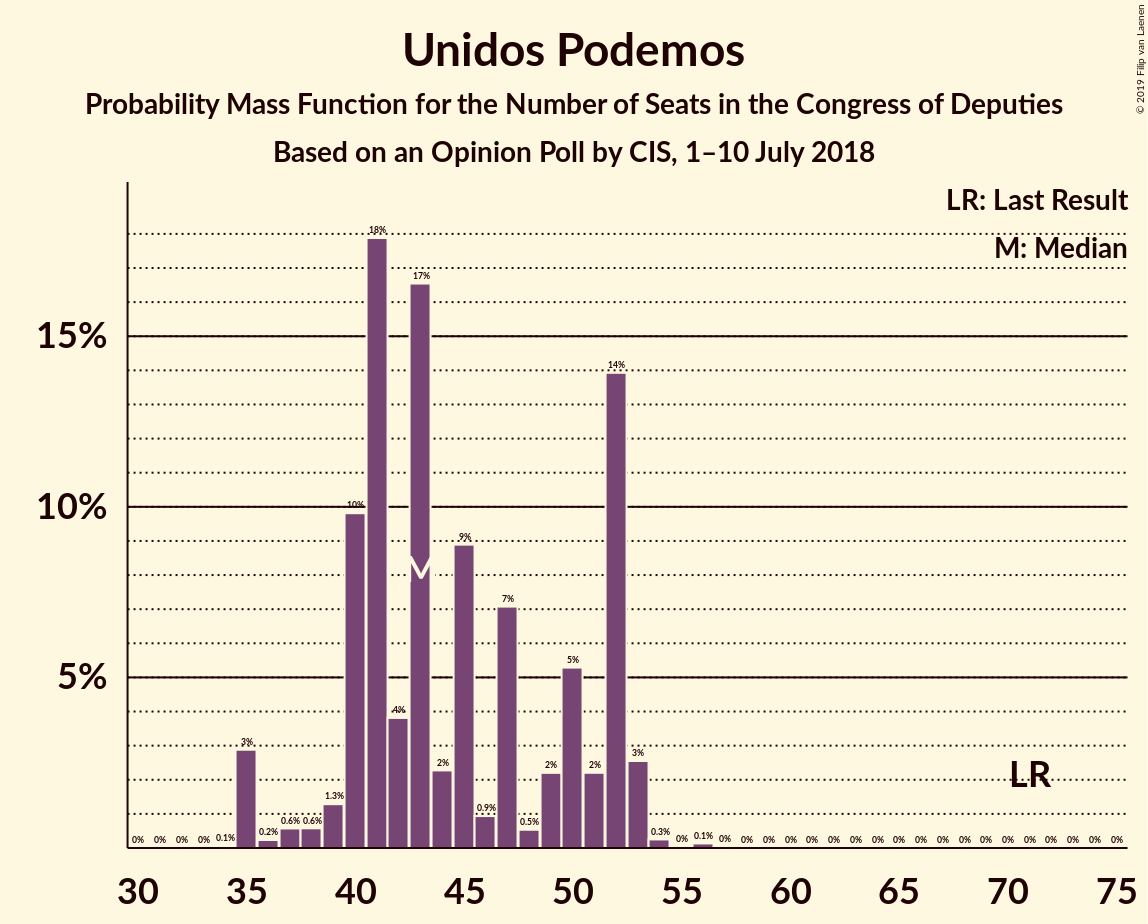 © 2019 Filip van Laenen
Unidos Podemos
Probability Mass Function for the Number of Seats in the Congress of Deputies
Based on an Opinion Poll by CIS, 1–10 July 2018
LR: Last Result
M: Median
15%
10%
5%
0% 0% 0% 0% 0.1% 3% 0.2% 0.6% 0.6% 1.3% 10% 18% 4% 17% 2% 9% 0.9% 7% 0.5% 2% 5% 2% 14% 3% 0.3% 0% 0.1% 0% 0% 0% 0% 0% 0% 0% 0% 0% 0% 0% 0% 0% 0% 0% 0% 0% 0% 0%
M
LR
30 35 40 45 50 55 60 65 70 75